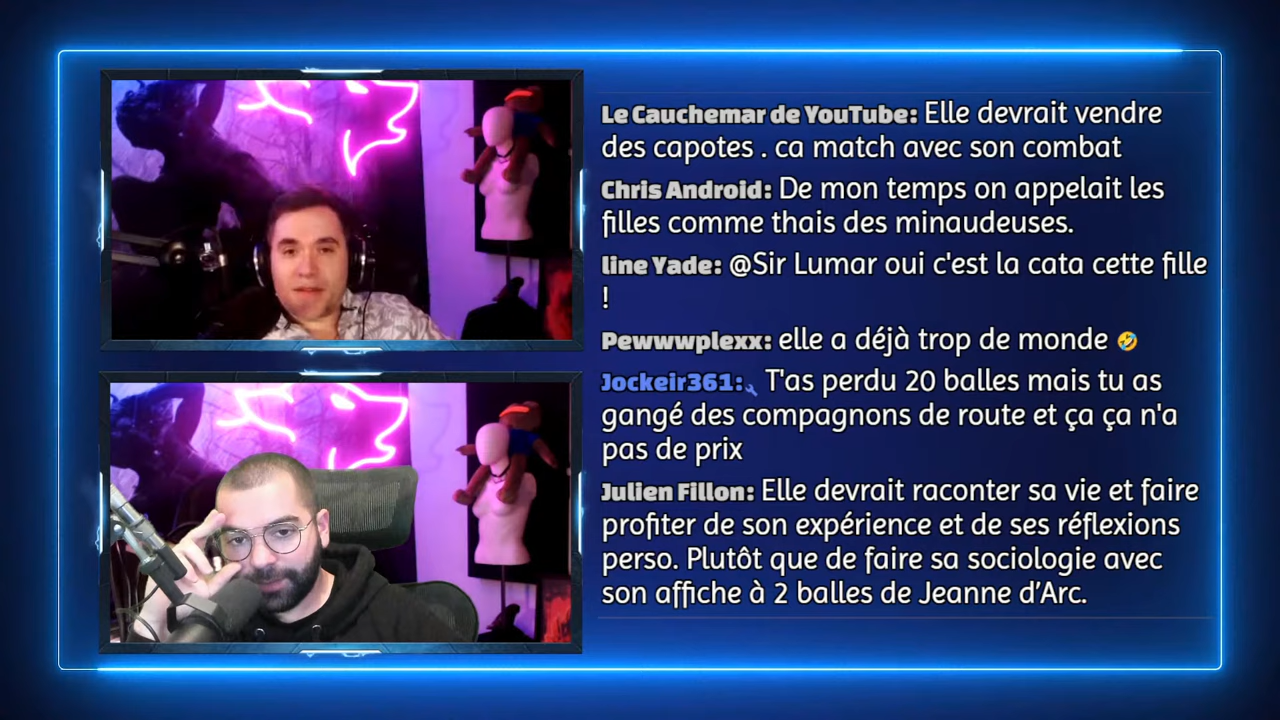 Le Cauchemar de YouTube: Elle devrait vendre
des capotes . ca match avec son combat
Chris Android: De mon temps on appelait les
filles comme thais des minaudeuses.
line Yade: @Sir Lumar oui c'est la cata cette fille
!
Pewwwplexx: elle a déjà trop de monde 🤣
Jockeir361: T'as perdu 20 balles mais tu as
gangé des compagnons de route et ça ça n'a
pas de prix
Julien Fillon: Elle devrait raconter sa vie et faire
profiter de son expérience et de ses réflexions
perso. Plutôt que de faire sa sociologie avec
son affiche à 2 balles de Jeanne d’Arc.